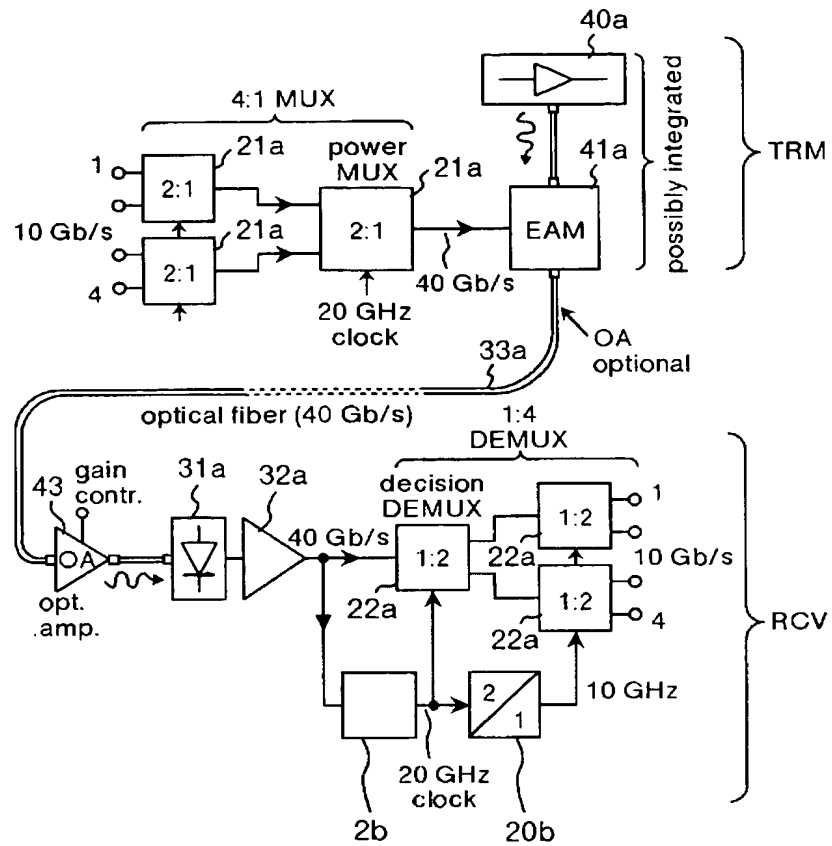 40a
4:1 MUX
21a
power
MUX
21a
41a
possibly integrated
TRM
1
2:1
10 Gb/s
21a
2:1
2:1
EAM
4
40 Gb/s
20 GHz
clock
OA
optional
33a
optical fiber (40 Gb/s)
1:4
DEMUX
43
gain
contr.
31a
32a
decision
DEMUX
1
OA
40 Gb/s
1:2
1:2
22a
22a
10 Gb/s
opt.
.amp.
1:2
22a
4
RCV
2
1
10 GHz
20 GHz
clock
2b
20b